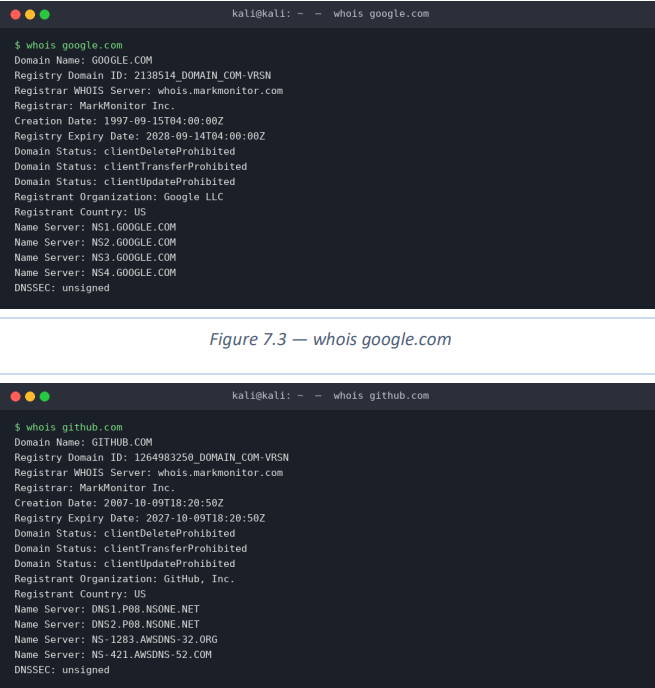 kali@kali: ~ — whois google.com
$ whois google.com
Domain Name: GOOGLE.COM
Registry Domain ID: 2138514_DOMAIN_COM-VRSN
Registrar WHOIS Server: whois.markmonitor.com
Registrar: MarkMonitor Inc.
Creation Date: 1997-09-15T04:00:00Z
Registry Expiry Date: 2028-09-14T04:00:00Z
Domain Status: clientDeleteProhibited
Domain Status: clientTransferProhibited
Domain Status: clientUpdateProhibited
Registrant Organization: Google LLC
Registrant Country: US
Name Server: NS1.GOOGLE.COM
Name Server: NS2.GOOGLE.COM
Name Server: NS3.GOOGLE.COM
Name Server: NS4.GOOGLE.COM
DNSSEC: unsigned
Figure 7.3 — whois google.com
kali@kali: ~ — whois github.com
$ whois github.com
Domain Name: GITHUB.COM
Registry Domain ID: 1264983250_DOMAIN_COM-VRSN
Registrar WHOIS Server: whois.markmonitor.com
Registrar: MarkMonitor Inc.
Creation Date: 2007-10-09T18:20:50Z
Registry Expiry Date: 2027-10-09T18:20:50Z
Domain Status: clientDeleteProhibited
Domain Status: clientTransferProhibited
Domain Status: clientUpdateProhibited
Registrant Organization: GitHub, Inc.
Registrant Country: US
Name Server: DNS1.P08.NSONE.NET
Name Server: DNS2.P08.NSONE.NET
Name Server: NS-1283.AWSDNS-32.ORG
Name Server: NS-421.AWSDNS-52.COM
DNSSEC: unsigned